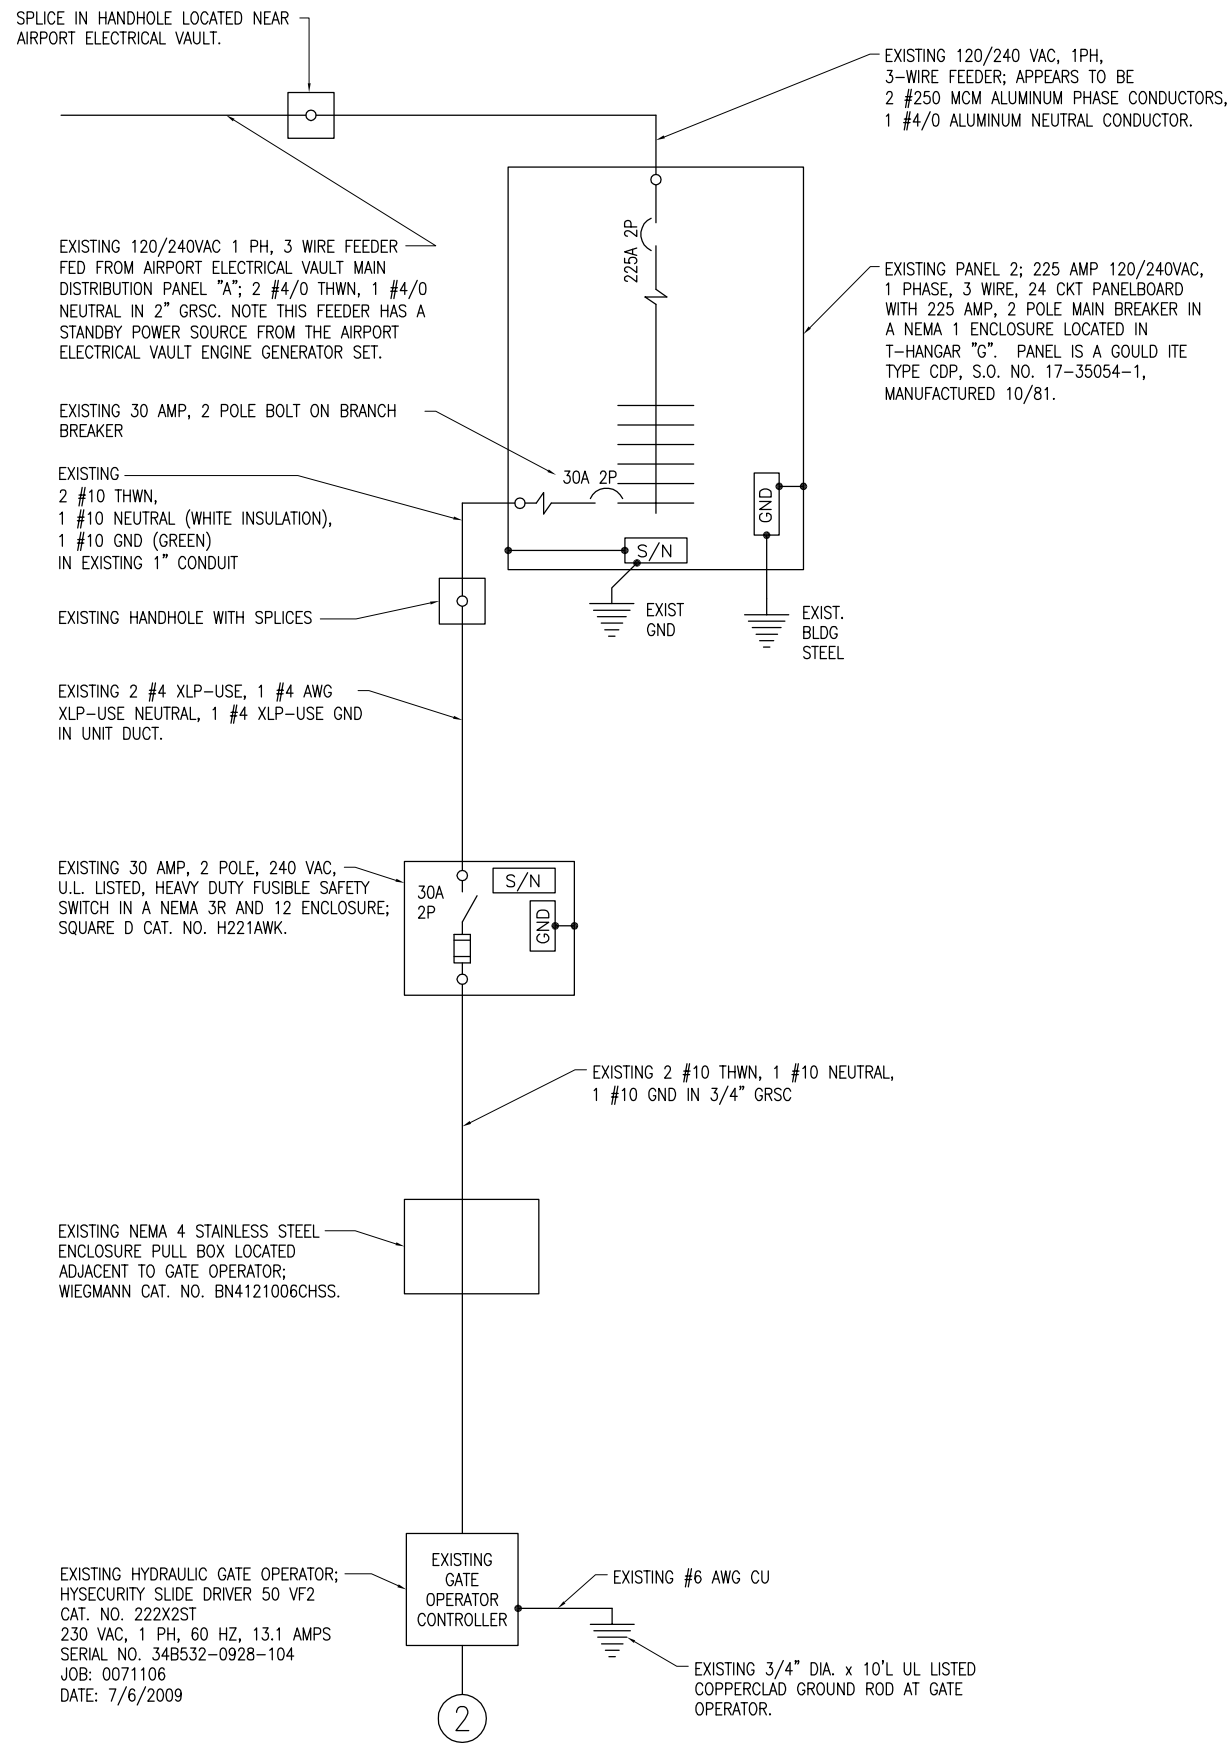 SPLICE IN HANDHOLE LOCATED NEAR
AIRPORT ELECTRICAL VAULT.
EXISTING 120/240 VAC, 1PH,
3-WIRE FEEDER; APPEARS TO BE
2 #250 MCM ALUMINUM PHASE CONDUCTORS,
1 #4/0 ALUMINUM NEUTRAL CONDUCTOR.
EXISTING 120/240VAC 1 PH, 3 WIRE FEEDER
FED FROM AIRPORT ELECTRICAL VAULT MAIN
DISTRIBUTION PANEL "A"; 2 #4/0 THWN, 1 #4/0
NEUTRAL IN 2" GRSC. NOTE THIS FEEDER HAS A
STANDBY POWER SOURCE FROM THE AIRPORT
ELECTRICAL VAULT ENGINE GENERATOR SET.
225A 2P
EXISTING PANEL 2; 225 AMP 120/240VAC,
1 PHASE, 3 WIRE, 24 CKT PANELBOARD
WITH 225 AMP, 2 POLE MAIN BREAKER IN
A NEMA 1 ENCLOSURE LOCATED IN
T-HANGAR "G". PANEL IS A GOULD ITE
TYPE CDP, S.O. NO. 17-35054-1,
MANUFACTURED 10/81.
EXISTING 30 AMP, 2 POLE BOLT ON BRANCH
BREAKER
30A 2P
EXISTING
2 #10 THWN,
1 #10 NEUTRAL (WHITE INSULATION),
1 #10 GND (GREEN)
IN EXISTING 1" CONDUIT
GND
S/N
EXISTING HANDHOLE WITH SPLICES
EXIST
GND
EXIST.
BLDG
STEEL
EXISTING 2 #4 XLP-USE, 1 #4 AWG
XLP-USE NEUTRAL, 1 #4 XLP-USE GND
IN UNIT DUCT.
EXISTING 30 AMP, 2 POLE, 240 VAC,
U.L. LISTED, HEAVY DUTY FUSIBLE SAFETY
SWITCH IN A NEMA 3R AND 12 ENCLOSURE;
SQUARE D CAT. NO. H221AWK.
30A
2P
S/N
GND
EXISTING 2 #10 THWN, 1 #10 NEUTRAL,
1 #10 GND IN 3/4" GRSC
EXISTING NEMA 4 STAINLESS STEEL
ENCLOSURE PULL BOX LOCATED
ADJACENT TO GATE OPERATOR;
WIEGMANN CAT. NO. BN4121006CHSS.
EXISTING HYDRAULIC GATE OPERATOR;
HYSECURITY SLIDE DRIVER 50 VF2
CAT. NO. 222X2ST
230 VAC, 1 PH, 60 HZ, 13.1 AMPS
SERIAL NO. 34B532-0928-104
JOB: 0071106
DATE: 7/6/2009
EXISTING
GATE
OPERATOR
CONTROLLER
EXISTING #6 AWG CU
EXISTING 3/4" DIA. x 10'L UL LISTED
COPPERCLAD GROUND ROD AT GATE
OPERATOR.
2